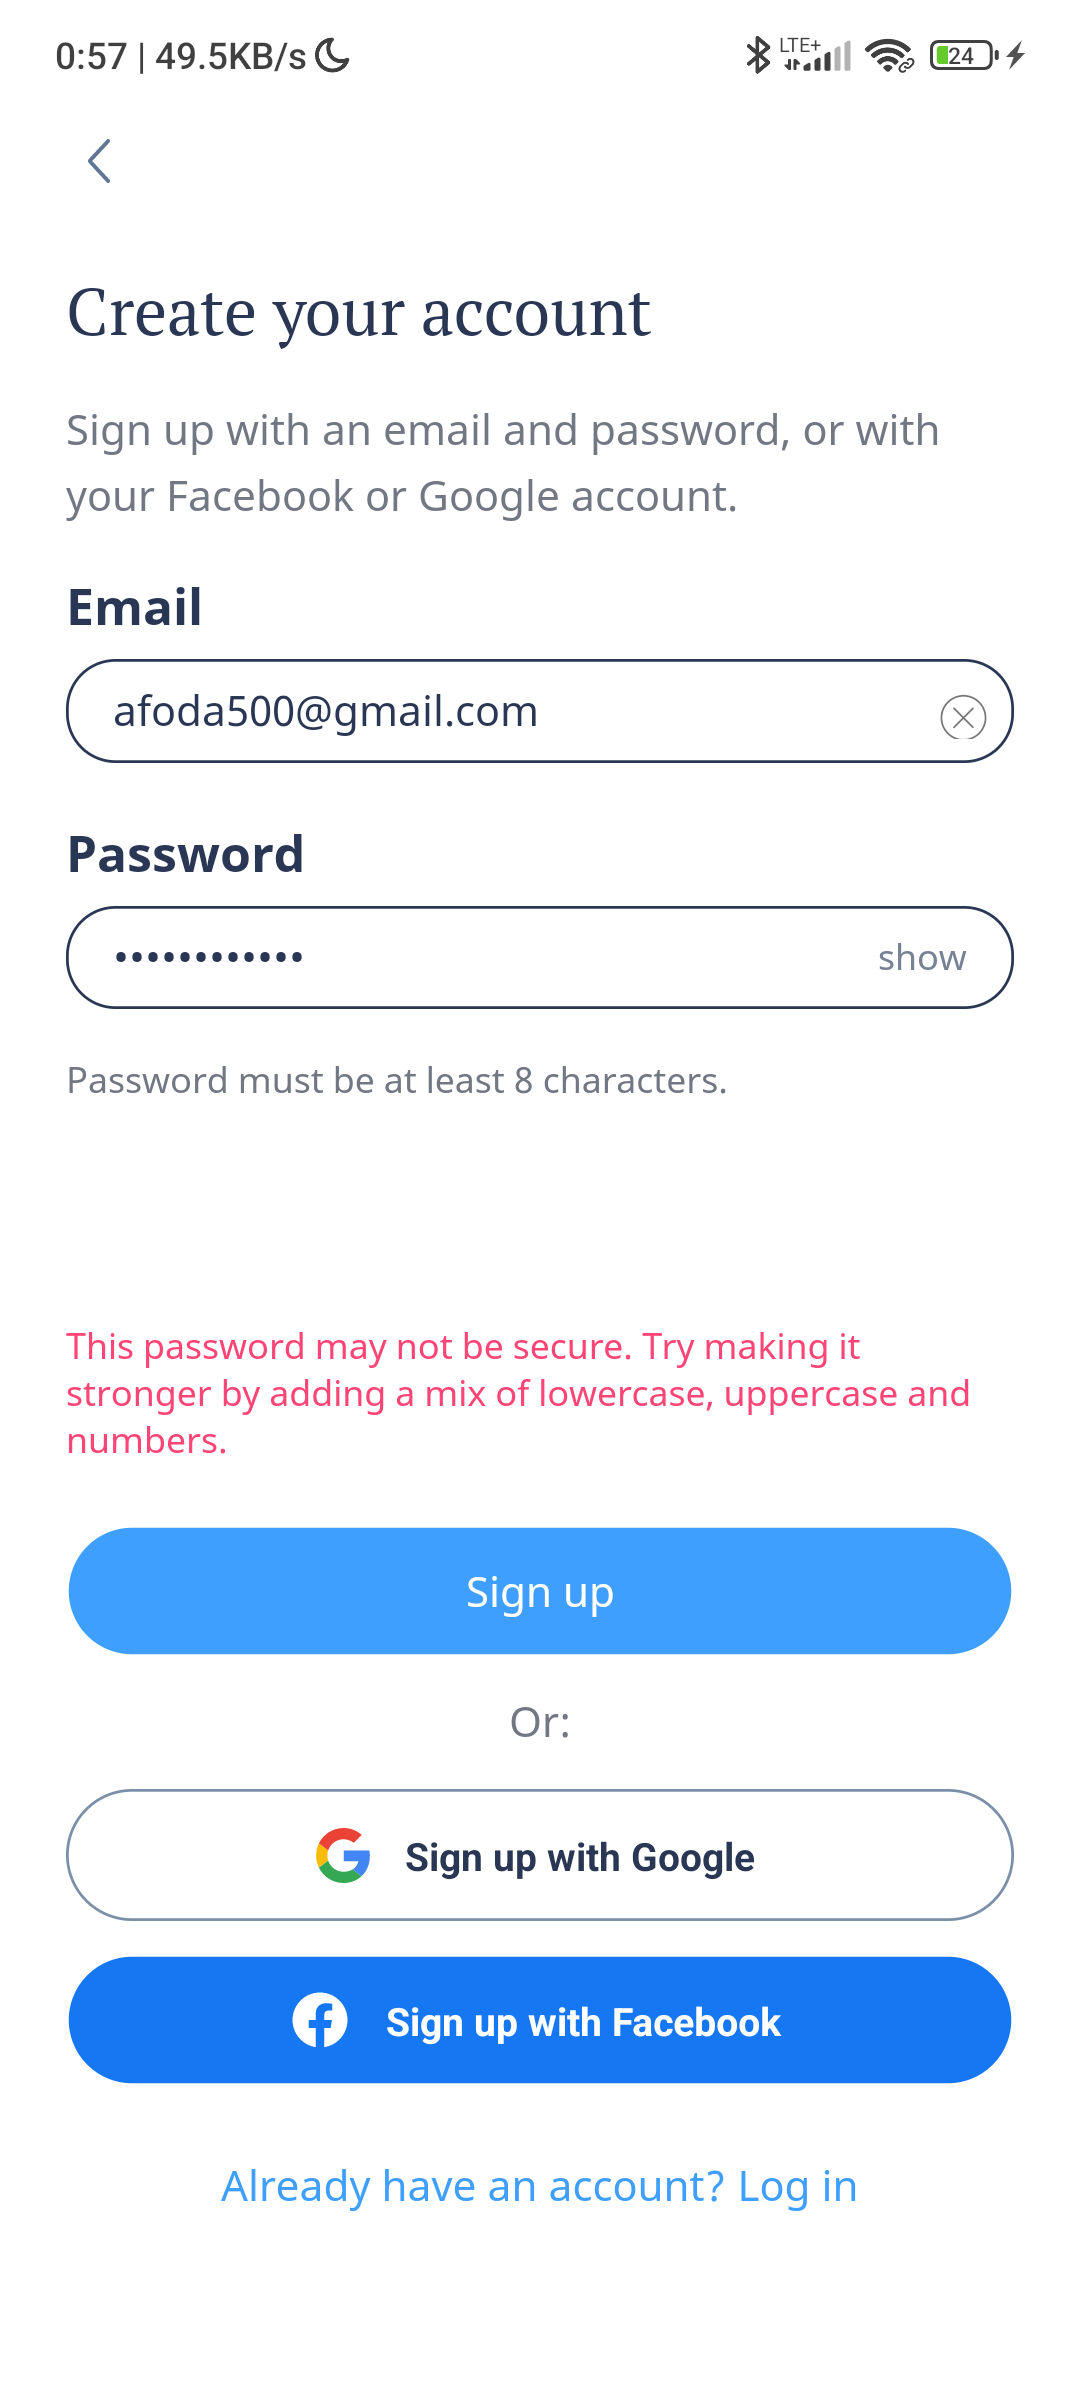 0:57 | 49.5KB/s
LTE+
24
Create your account
Sign up with an email and password, or with
your Facebook or Google account.
Email
afoda500@gmail.com
Password
••••••••••••
show
Password must be at least 8 characters.
This password may not be secure. Try making it
stronger by adding a mix of lowercase, uppercase and
numbers.
Sign up
Or:
Sign up with Google
Sign up with Facebook
Already have an account? Log in